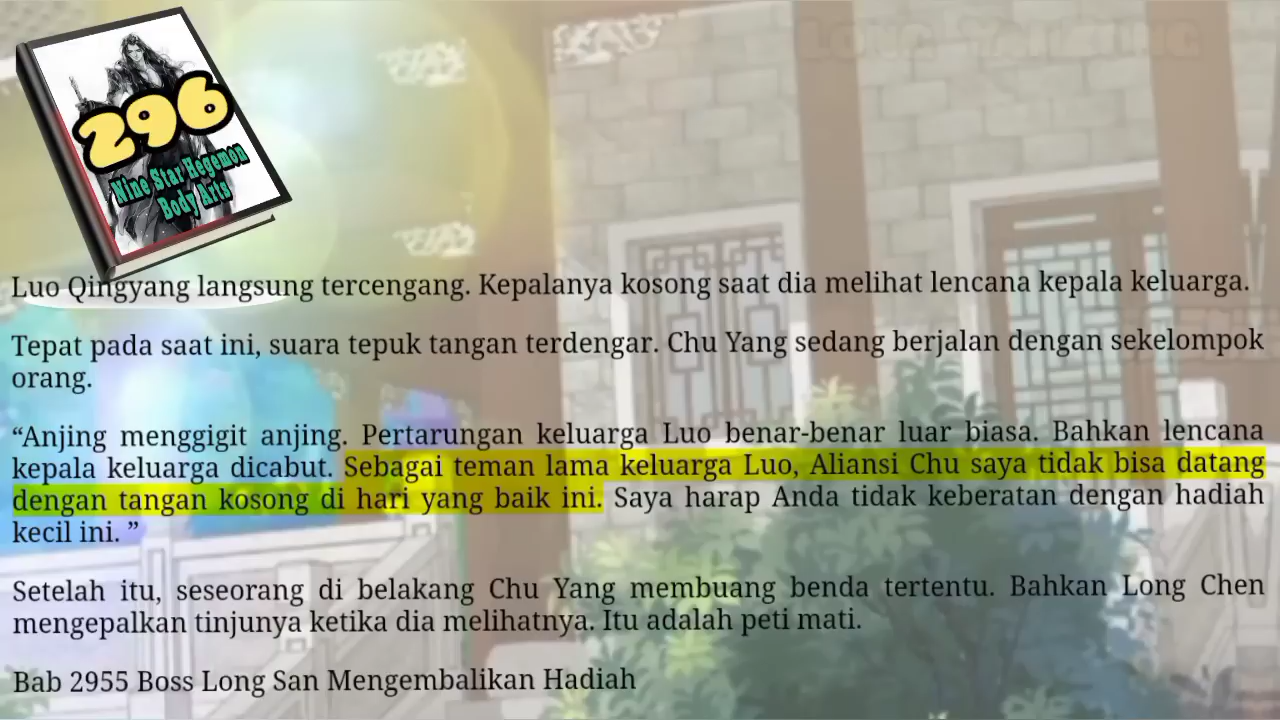 296
Nine Star Hegemon
Body Arts
Luo Qingyang langsung tercengang. Kepalanya kosong saat dia melihat lencana kepala keluarga.
Tepat pada saat ini, suara tepuk tangan terdengar. Chu Yang sedang berjalan dengan sekelompok
orang.
“Anjing menggigit anjing. Pertarungan keluarga Luo benar-benar luar biasa. Bahkan lencana
kepala keluarga dicabut. Sebagai teman lama keluarga Luo, Aliansi Chu saya tidak bisa datang
dengan tangan kosong di hari yang baik ini. Saya harap Anda tidak keberatan dengan hadiah
kecil ini. ”
Setelah itu, seseorang di belakang Chu Yang membuang benda tertentu. Bahkan Long Chen
mengepalkan tinjunya ketika dia melihatnya. Itu adalah peti mati.
Bab 2955 Boss Long San Mengembalikan Hadiah